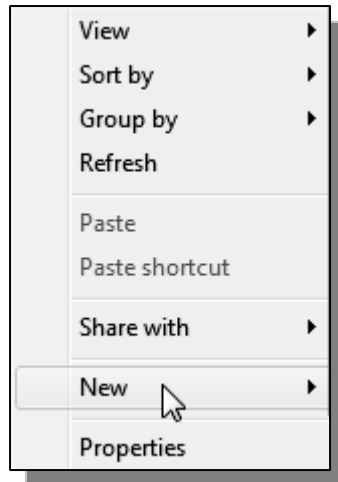 View
Sort by
Group by
Refresh
Paste
Paste shortcut
Share with
New
Properties